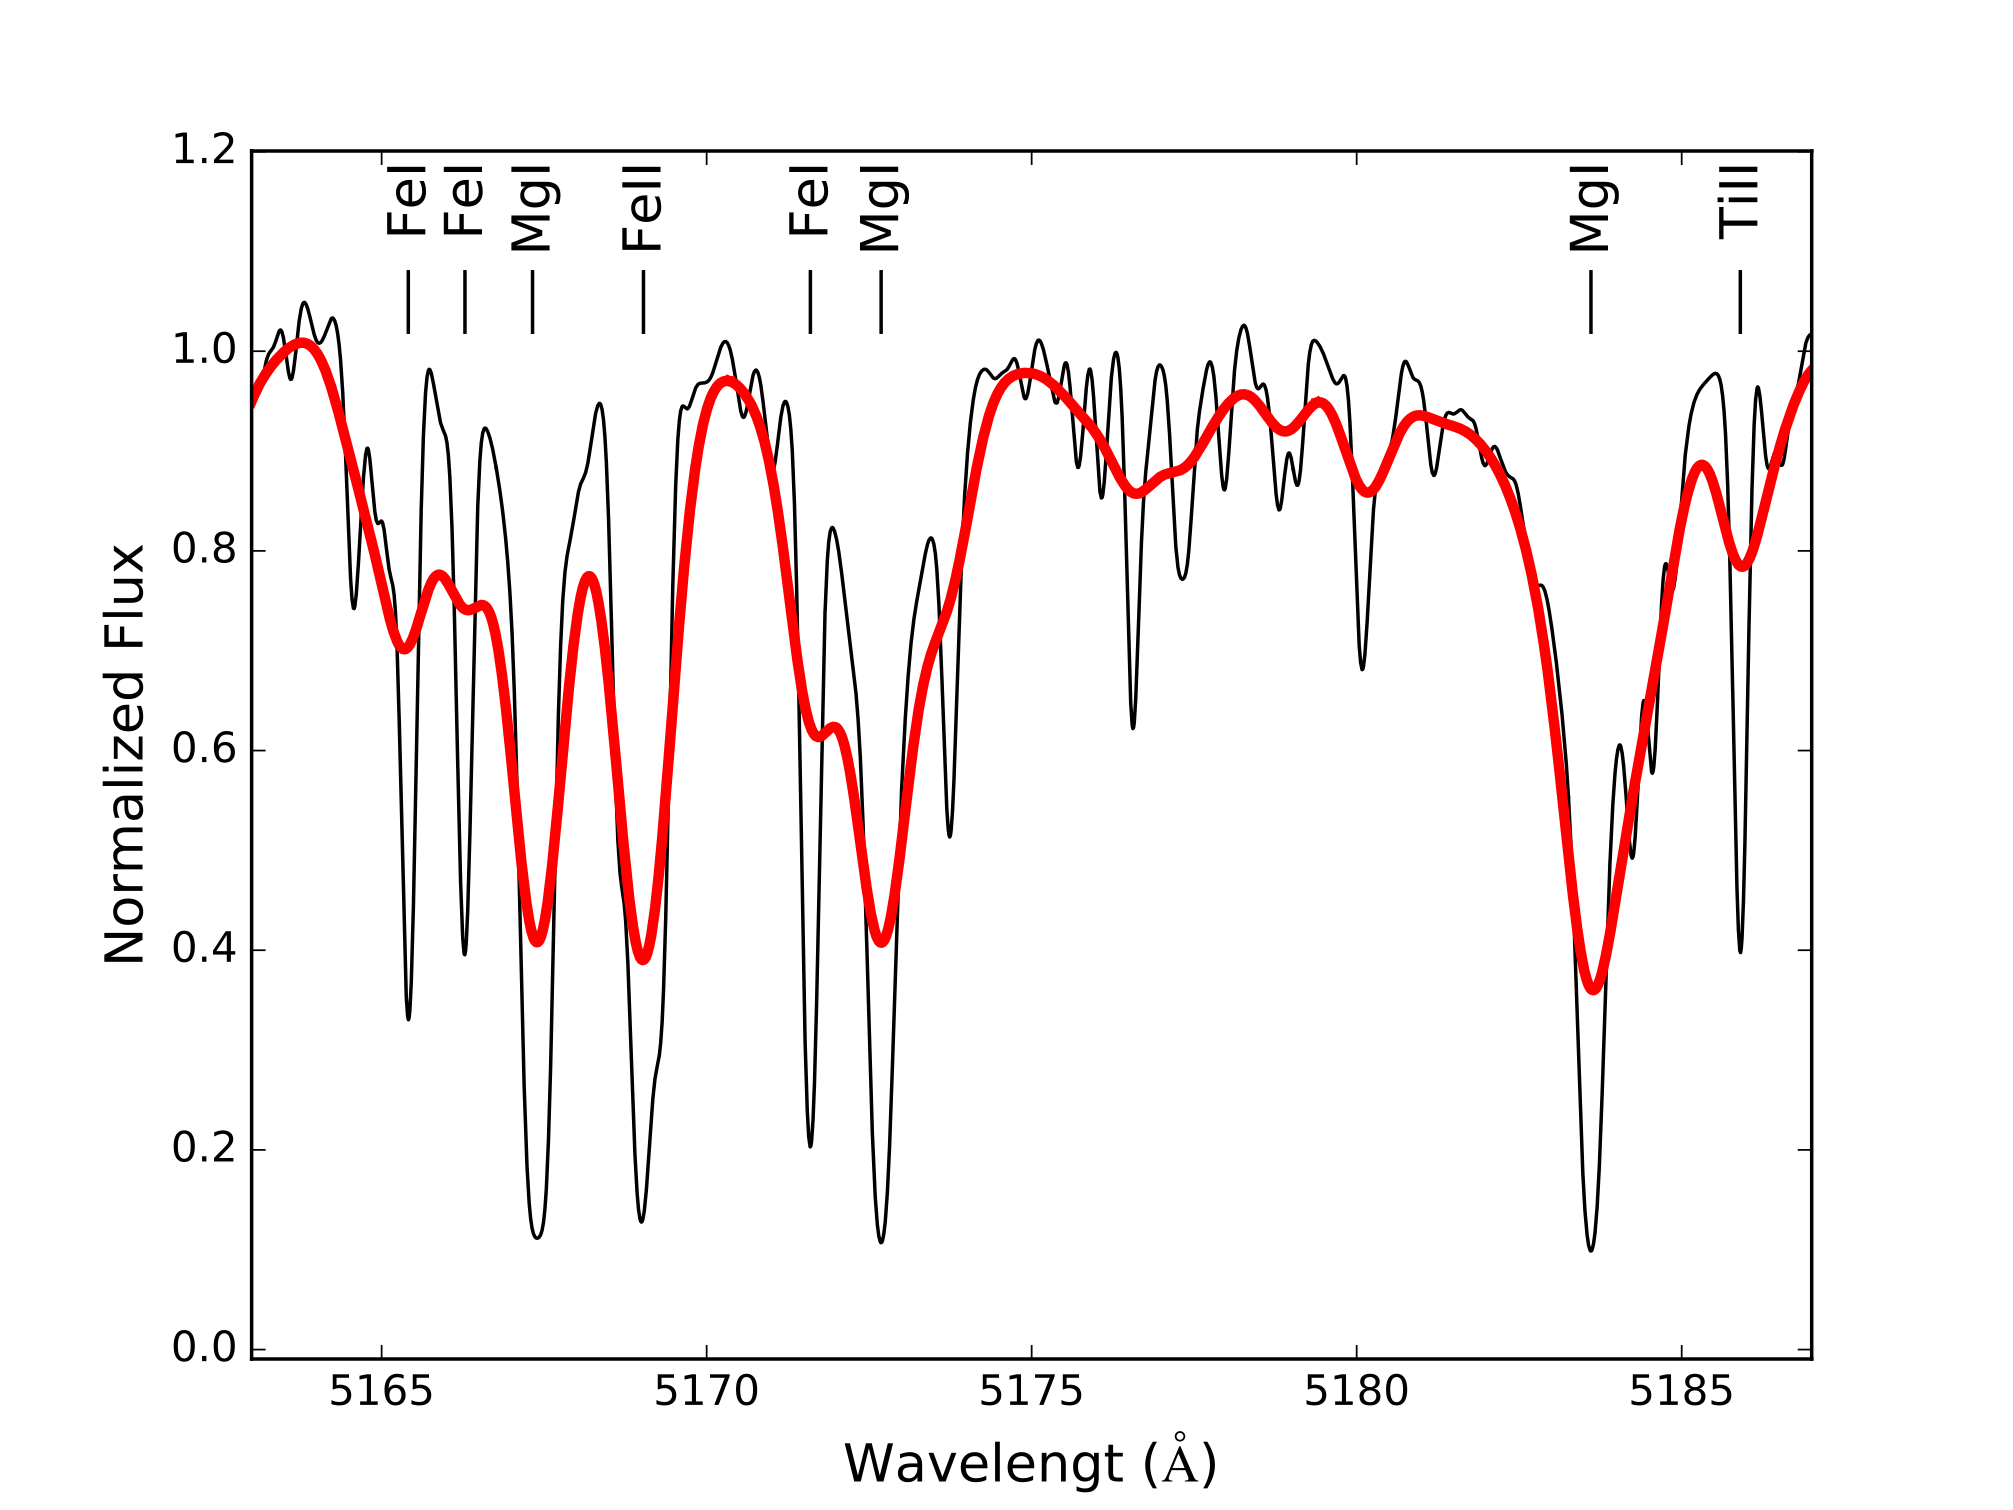 1.2
1.0
0.8
0.6
0.4
0.2
0.0
Normalized Flux
FeI
FeI
MgI
FeII
FeI
MgI
MgI
TiII
5165 5170 5175 5180 5185
Wavelengt (Å)